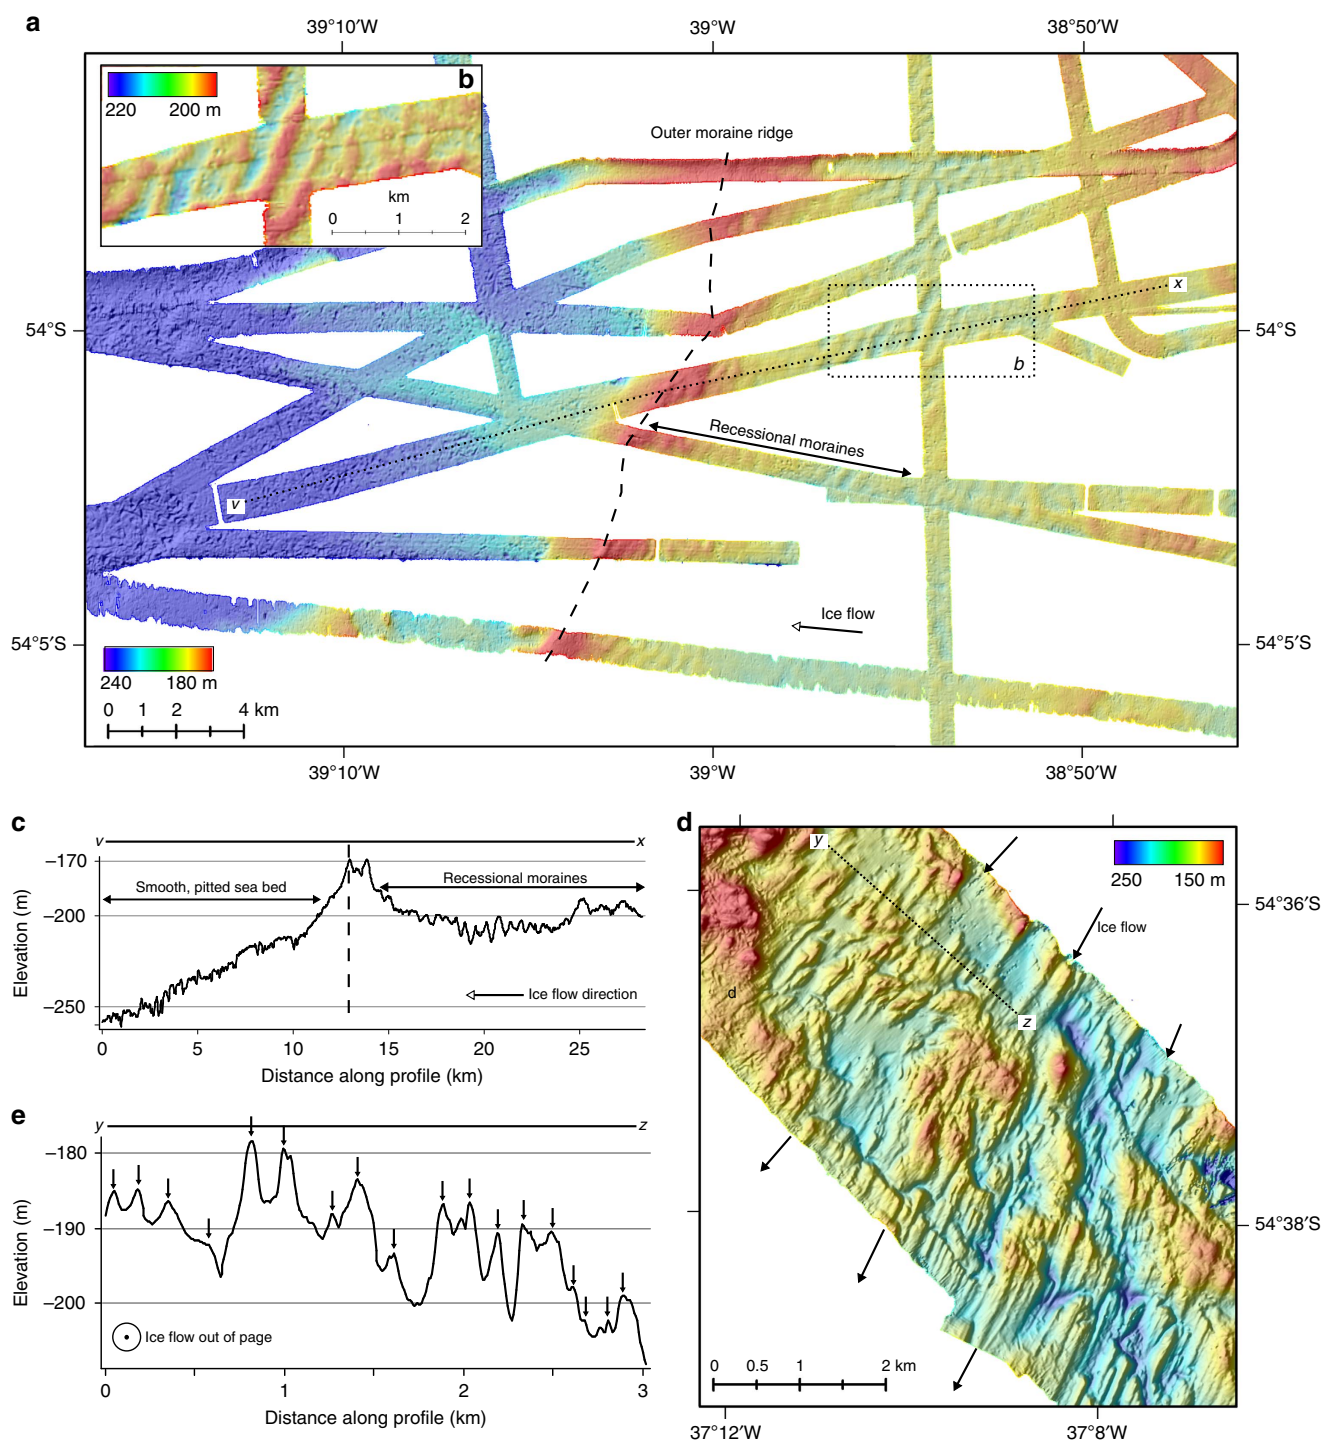 a
39°10′W
39°W
38°50′W
b
220
200 m
km
0
1
2
Outer moraine ridge
x
54°S
54°S
b
Recessional moraines
v
Ice flow
54°5′S
54°5′S
240
180 m
0
1
2
4 km
39°10′W
39°W
38°50′W
c
v
x
−170
Smooth, pitted sea bed
Recessional moraines
−200
−250
Ice flow direction
Elevation (m)
0
5
10
15
20
25
Distance along profile (km)
d
y
z
d
250
150 m
Ice flow
54°36′S
54°38′S
0
0.5
1
2 km
37°12′W
37°8′W
e
y
z
−180
−190
−200
Elevation (m)
Ice flow out of page
0
1
2
3
Distance along profile (km)